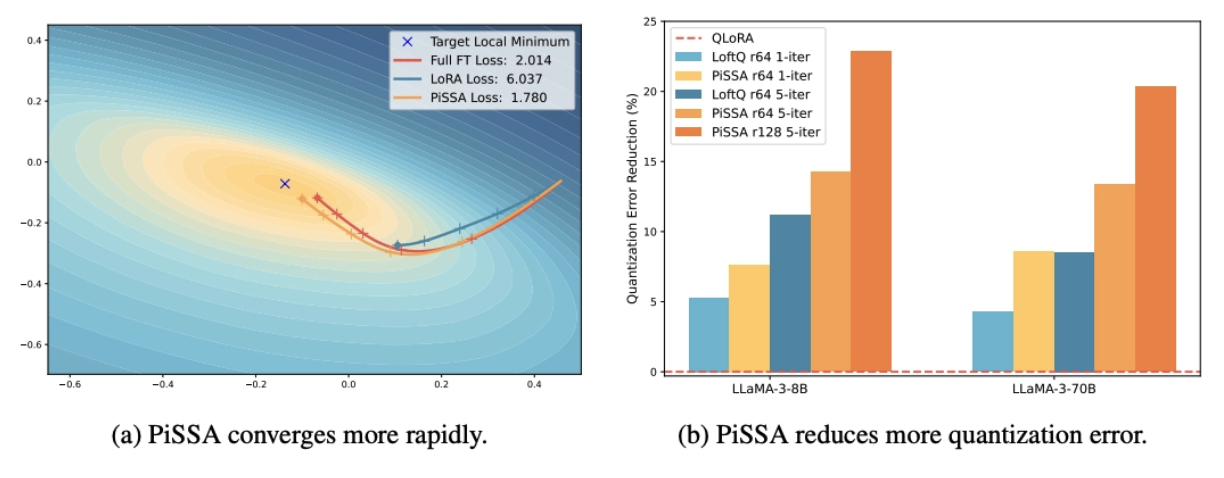 0.4
0.2
0.0
−0.2
−0.4
−0.6
−0.6
−0.4
−0.2
0.0
0.2
0.4
Target Local Minimum
Full FT Loss: 2.014
LoRA Loss: 6.037
PiSSA Loss: 1.780
(a) PiSSA converges more rapidly.
Quantization Error Reduction (%)
25
20
15
10
5
0
QLoRA
LoftQ r64 1-iter
PiSSA r64 1-iter
LoftQ r64 5-iter
PiSSA r64 5-iter
PiSSA r128 5-iter
LLaMA-3-8B
LLaMA-3-70B
(b) PiSSA reduces more quantization error.